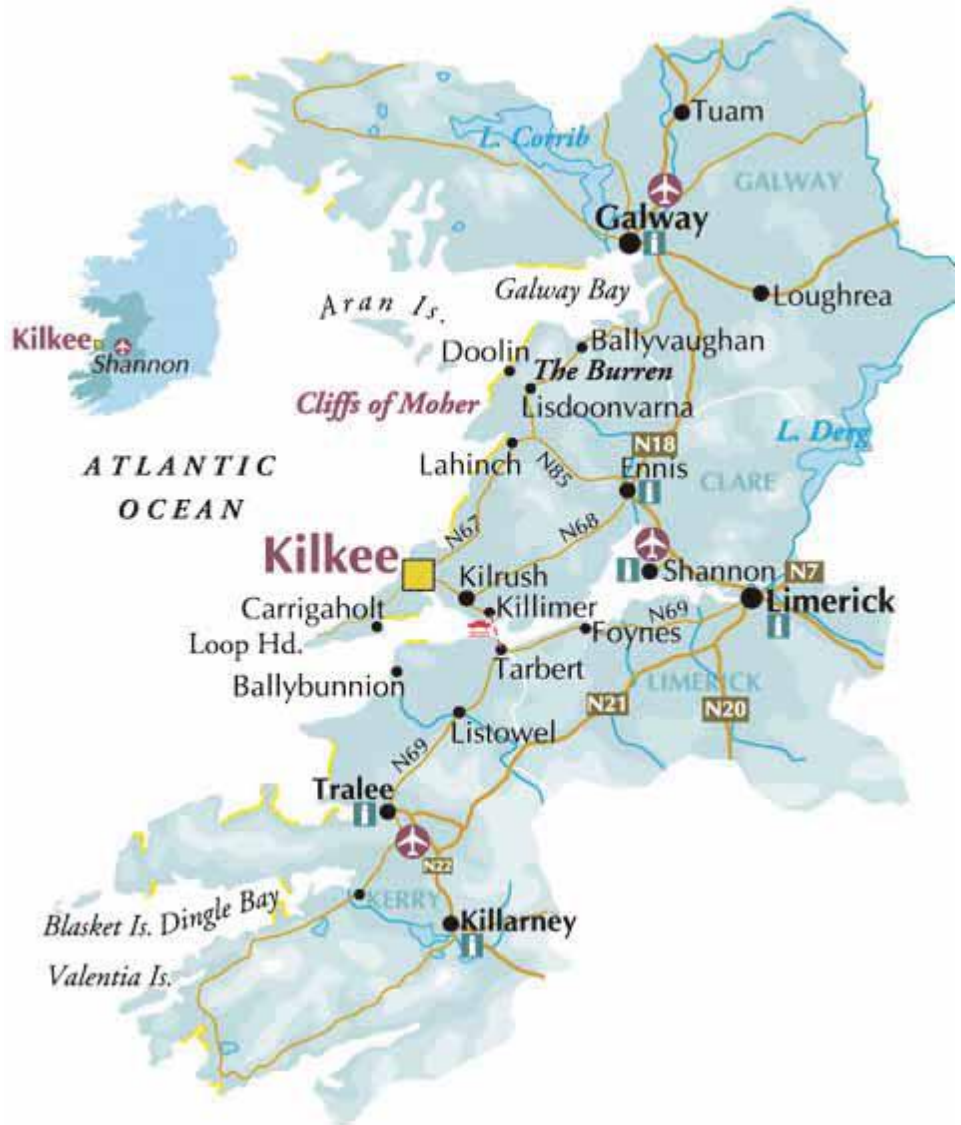 Tuam
L. Corrib
GALWAY
Galway
Galway Bay
Loughrea
Aran Is.
Kilkee
Shannon
Doolin
Ballyvaughan
The Burren
Cliffs of Moher
Lisdoonvarna
L. Derg
ATLANTIC
OCEAN
Lahinch
N85
N18
Ennis
CLARE
N67
N68
Kilkee
Kilrush
Shannon
N7
Carrigaholt
Killimer
N69
Limerick
Loop Hd.
Foynes
Tarbert
Ballybunnion
LIMERICK
N21
N20
Listowel
N69
Tralee
N22
KERRY
Blasket Is.
Dingle Bay
Killarney
Valentia Is.